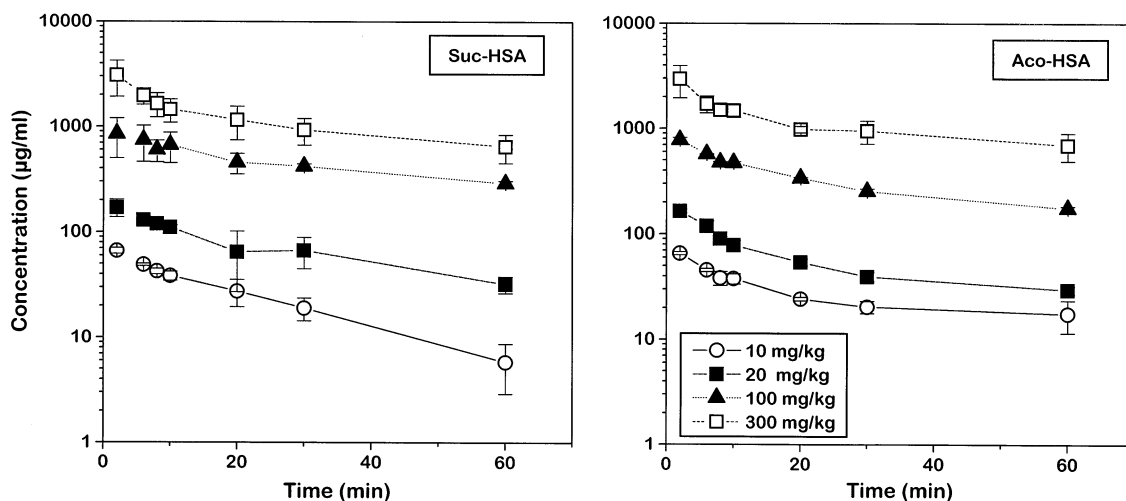 Concentration (µg/ml)
10000
1000
100
10
1
Suc-HSA
0
20
40
60
Time (min)
10000
1000
100
10
1
Aco-HSA
10 mg/kg
20 mg/kg
100 mg/kg
300 mg/kg
0
20
40
60
Time (min)